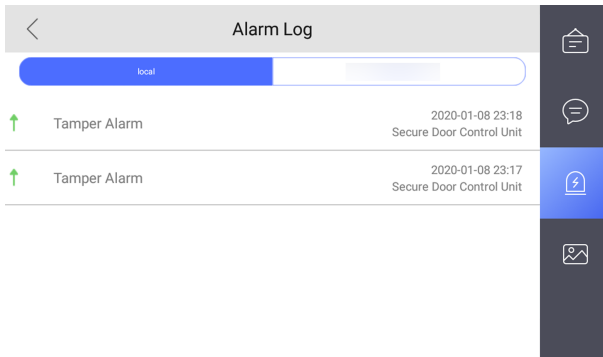 Alarm Log
local
Tamper Alarm
2020-01-08 23:18
Secure Door Control Unit
Tamper Alarm
2020-01-08 23:17
Secure Door Control Unit